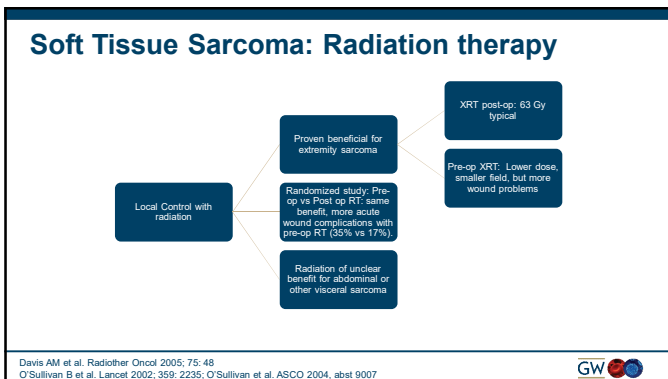 Soft Tissue Sarcoma: Radiation therapy
Local Control with
radiation
Proven beneficial for
extremity sarcoma
XRT post-op: 63 Gy
typical
Pre-op XRT:  Lower dose,
smaller field, but more
wound problems
Randomized study: Pre-
op vs Post op RT: same
benefit, more acute
wound complications with
pre-op RT (35% vs 17%).
Radiation of unclear
benefit for abdominal or
other visceral sarcoma
Davis AM et al. Radiother Oncol 2005; 75: 48
O'Sullivan B et al. Lancet 2002; 359: 2235; O'Sullivan et al. ASCO 2004, abst 9007
GW